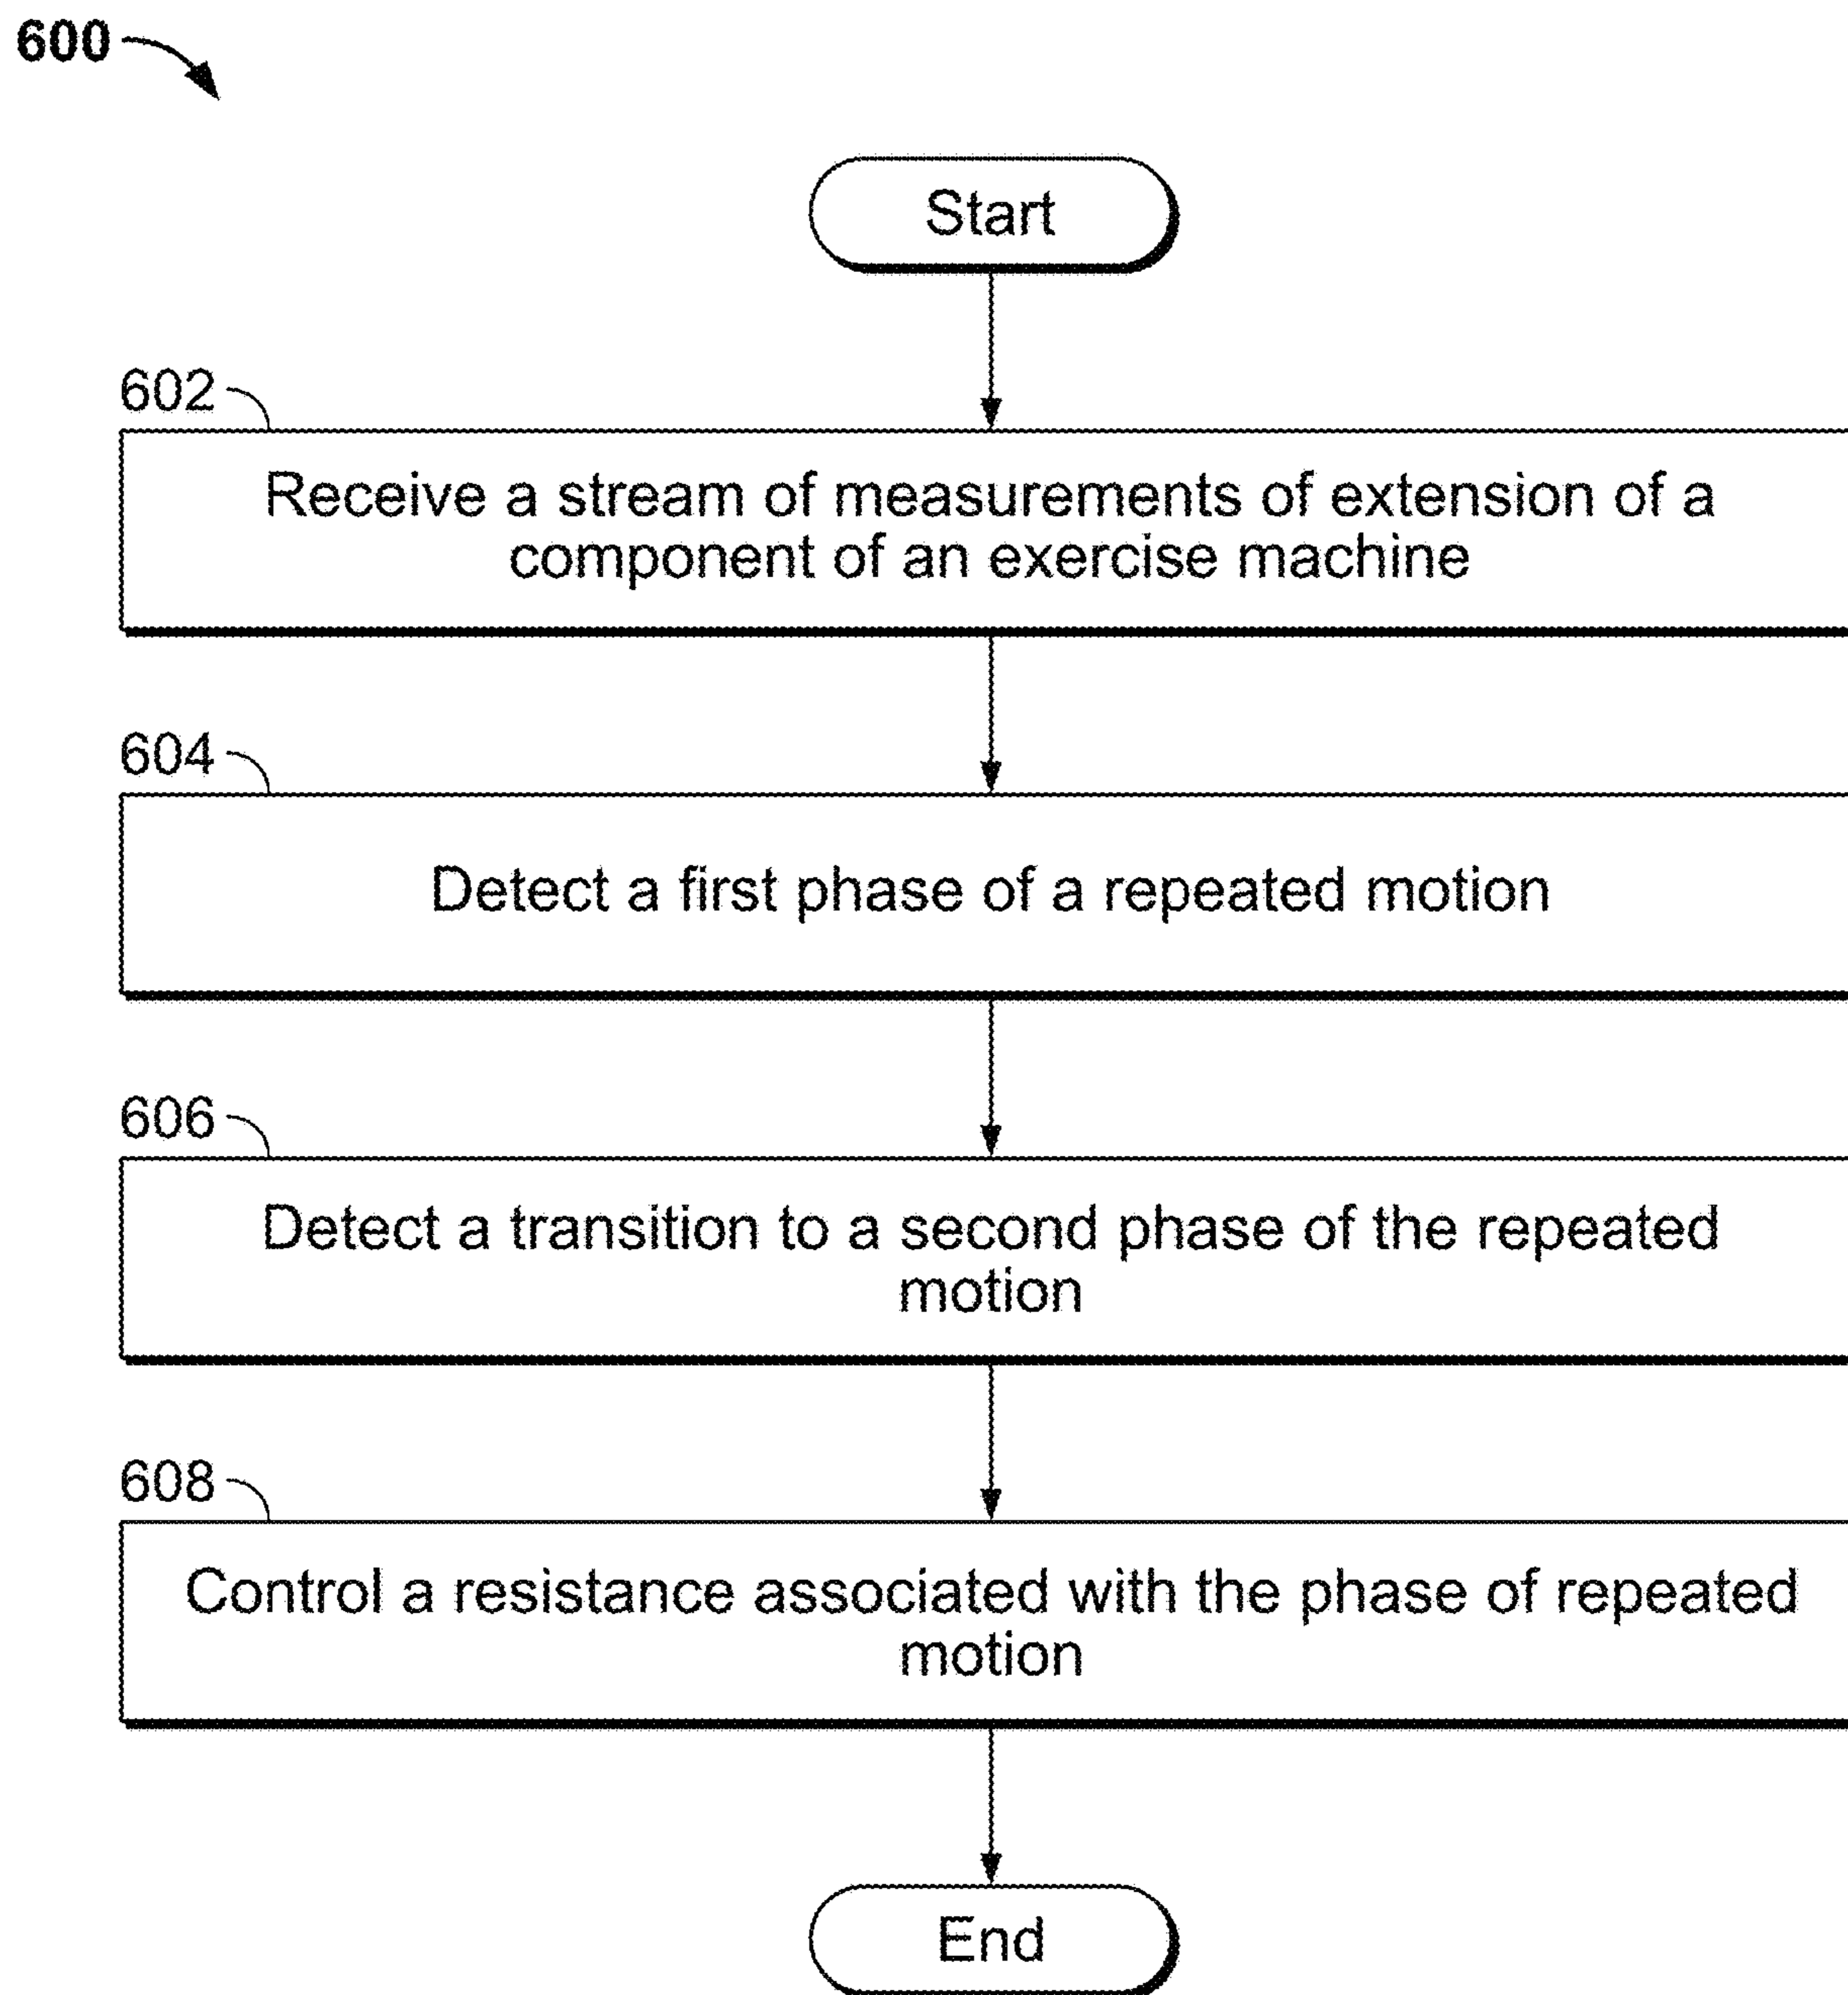 600
Start
602
Receive a stream of measurements of extension of a
component of an exercise machine
604
Detect a first phase of a repeated motion
606
Detect a transition to a second phase of the repeated
motion
608
Control a resistance associated with the phase of repeated
motion
End